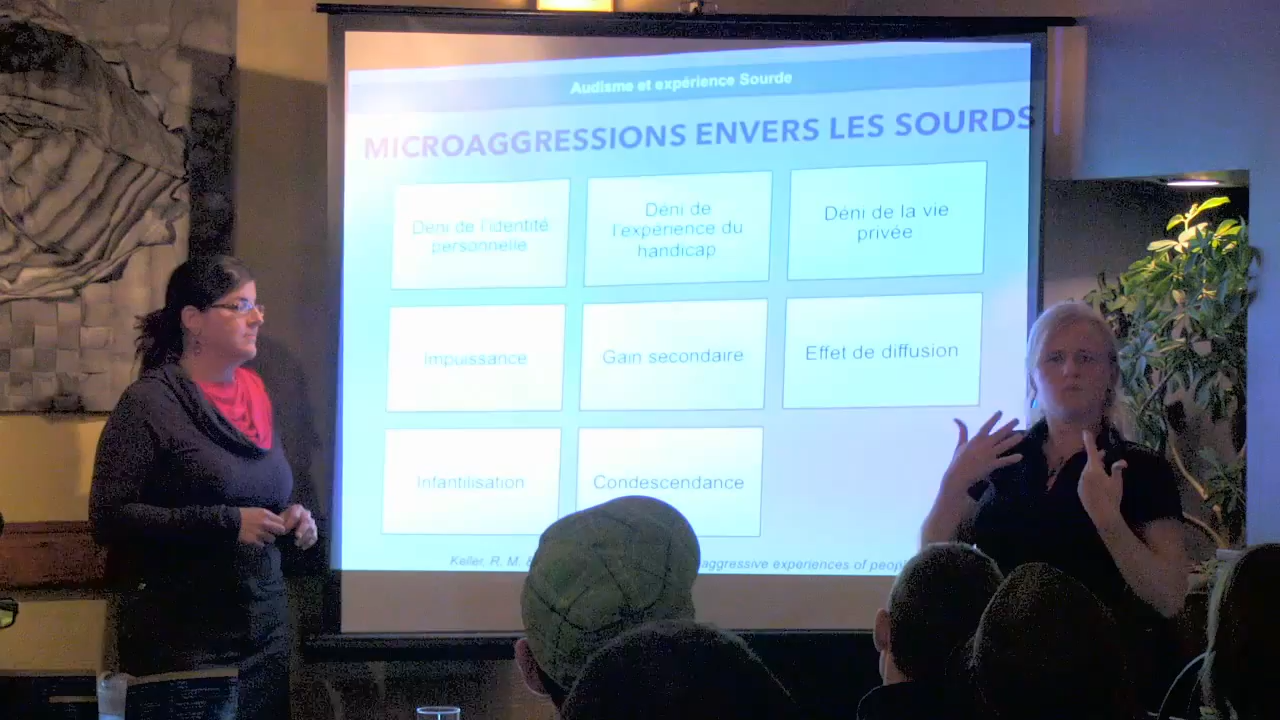 Audisme et expérience Sourde
MICROAGGRESSIONS ENVERS LES SOURDS
Déni de l'identité
personnelle
Déni de
l'expérience du
handicap
Déni de la vie
privée
Impuissance
Gain secondaire
Effet de diffusion
Infantilisation
Condescendance
Keller, R. M. aggressive experiences of